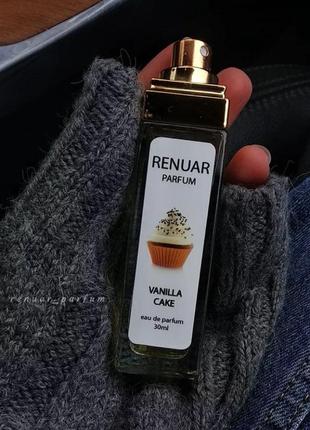 RENUAR
PARFUM
VANILLA
CAKE
eau de parfum
30ml
renuar_parfum